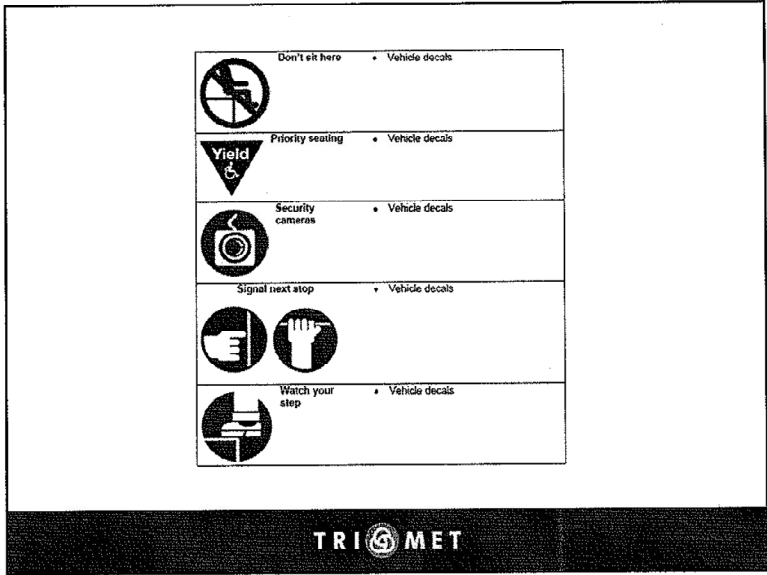 Don't sit here • Vehicle decals
Yield
Priority seating • Vehicle decals
Security
cameras • Vehicle decals
Signal next stop • Vehicle decals
Watch your
step • Vehicle decals
TRI MET